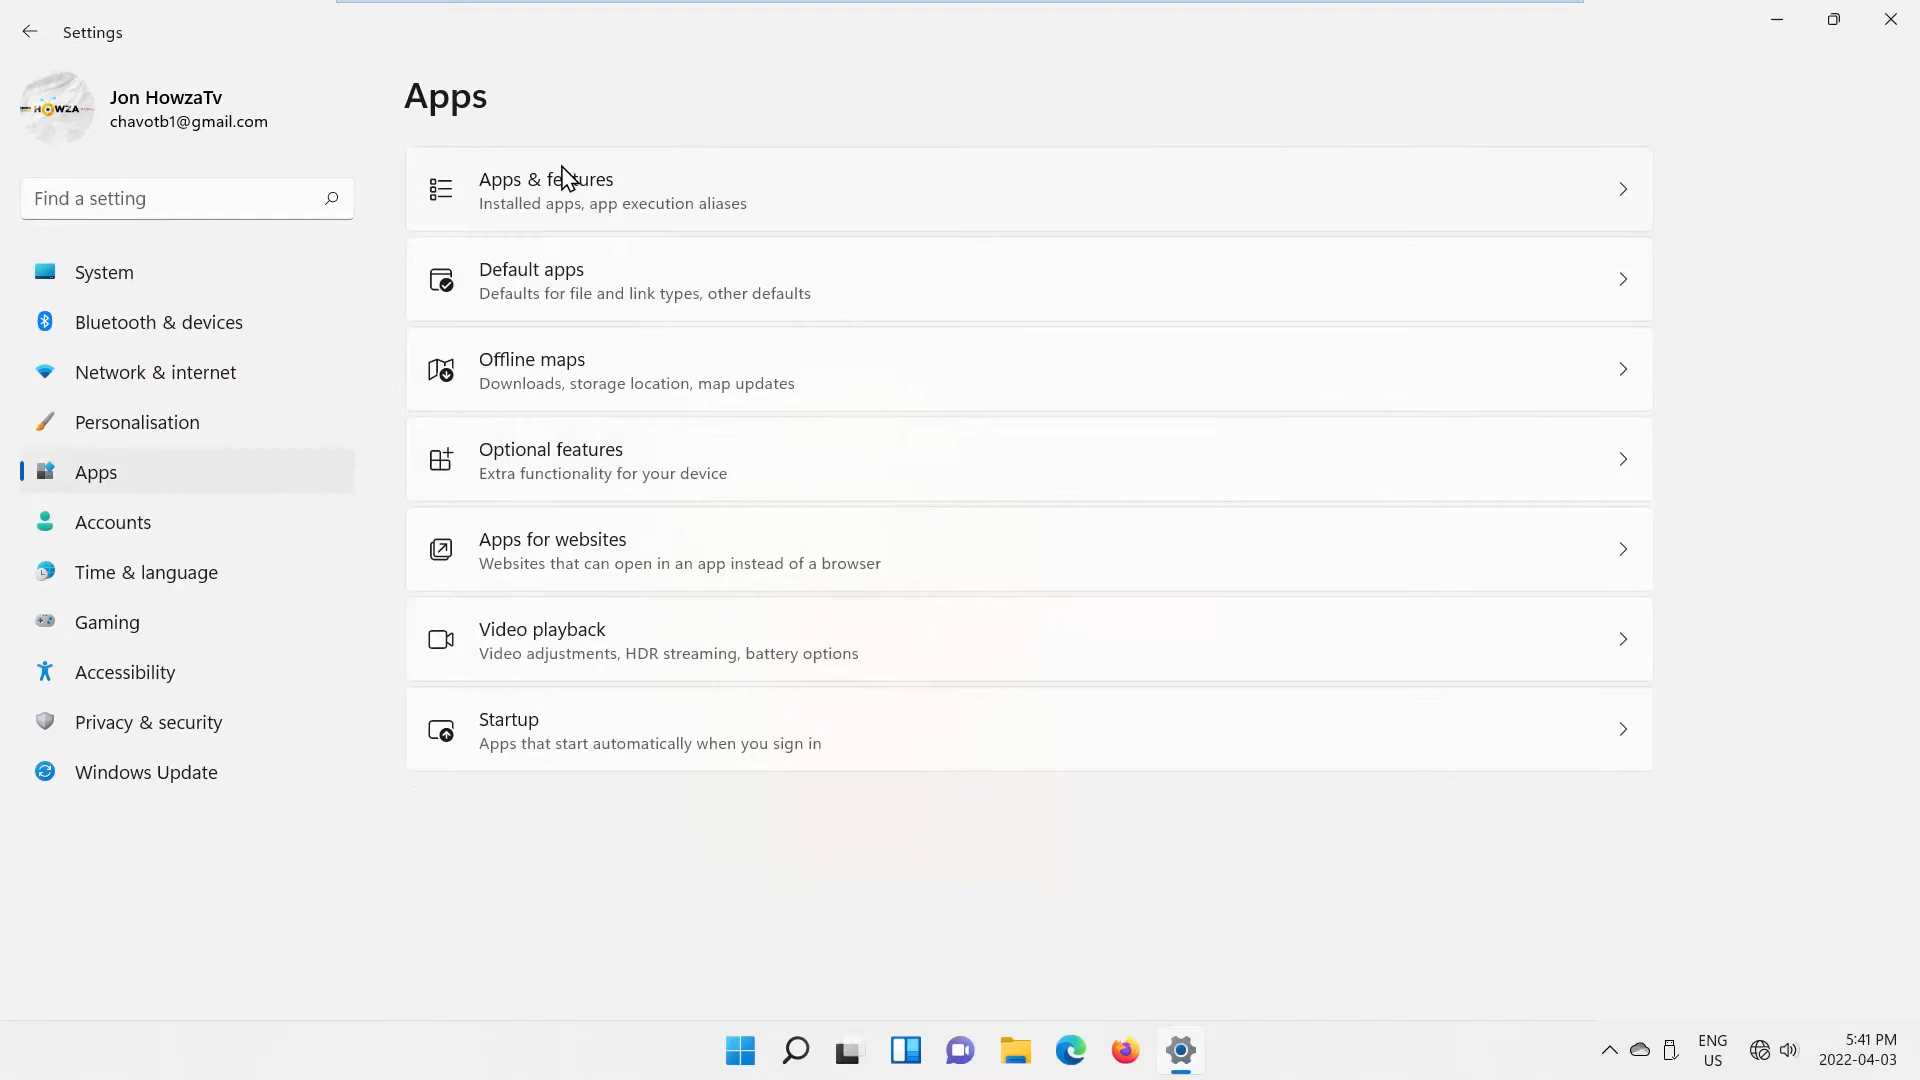 Settings
Jon HowzaTv
chavotb1@gmail.com
HOWZA
Find a setting
System
Bluetooth & devices
Network & internet
Personalisation
Apps
Accounts
Time & language
Gaming
Accessibility
Privacy & security
Windows Update
Apps
Apps & features
Installed apps, app execution aliases
Default apps
Defaults for file and link types, other defaults
Offline maps
Downloads, storage location, map updates
Optional features
Extra functionality for your device
Apps for websites
Websites that can open in an app instead of a browser
Video playback
Video adjustments, HDR streaming, battery options
Startup
Apps that start automatically when you sign in
ENG
US
5:41 PM
2022-04-03